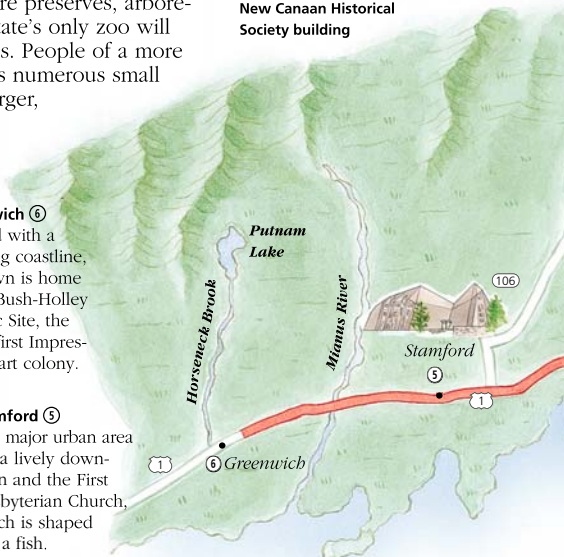 re preserves, arbore-
tate's only zoo will
s. People of a more
s numerous small
rger,
New Canaan Historical
Society building
wich 6
d with a
g coastline,
wn is home
Bush-Holley
c Site, the
first Impres-
art colony.
mford 5
major urban area
a lively down-
n and the First
byterian Church,
ch is shaped
a fish.
Putnam
Lake
Horseneck Brook
Mianus River
106
Stamford
5
1
1
6 Greenwich